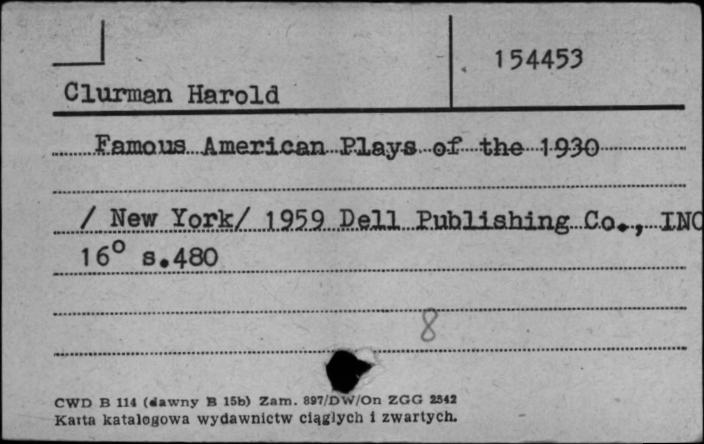 154453
Clurman Harold
Famous American Plays of the 1930
/ New York/ 1959 Dell Publishing Co., INC
16° s.480
8
CWD B 114 (dawny B 15b) Zam. 897/DW/On ZGG 2342
Karta katalogowa wydawnictw ciągłych i zwartych.